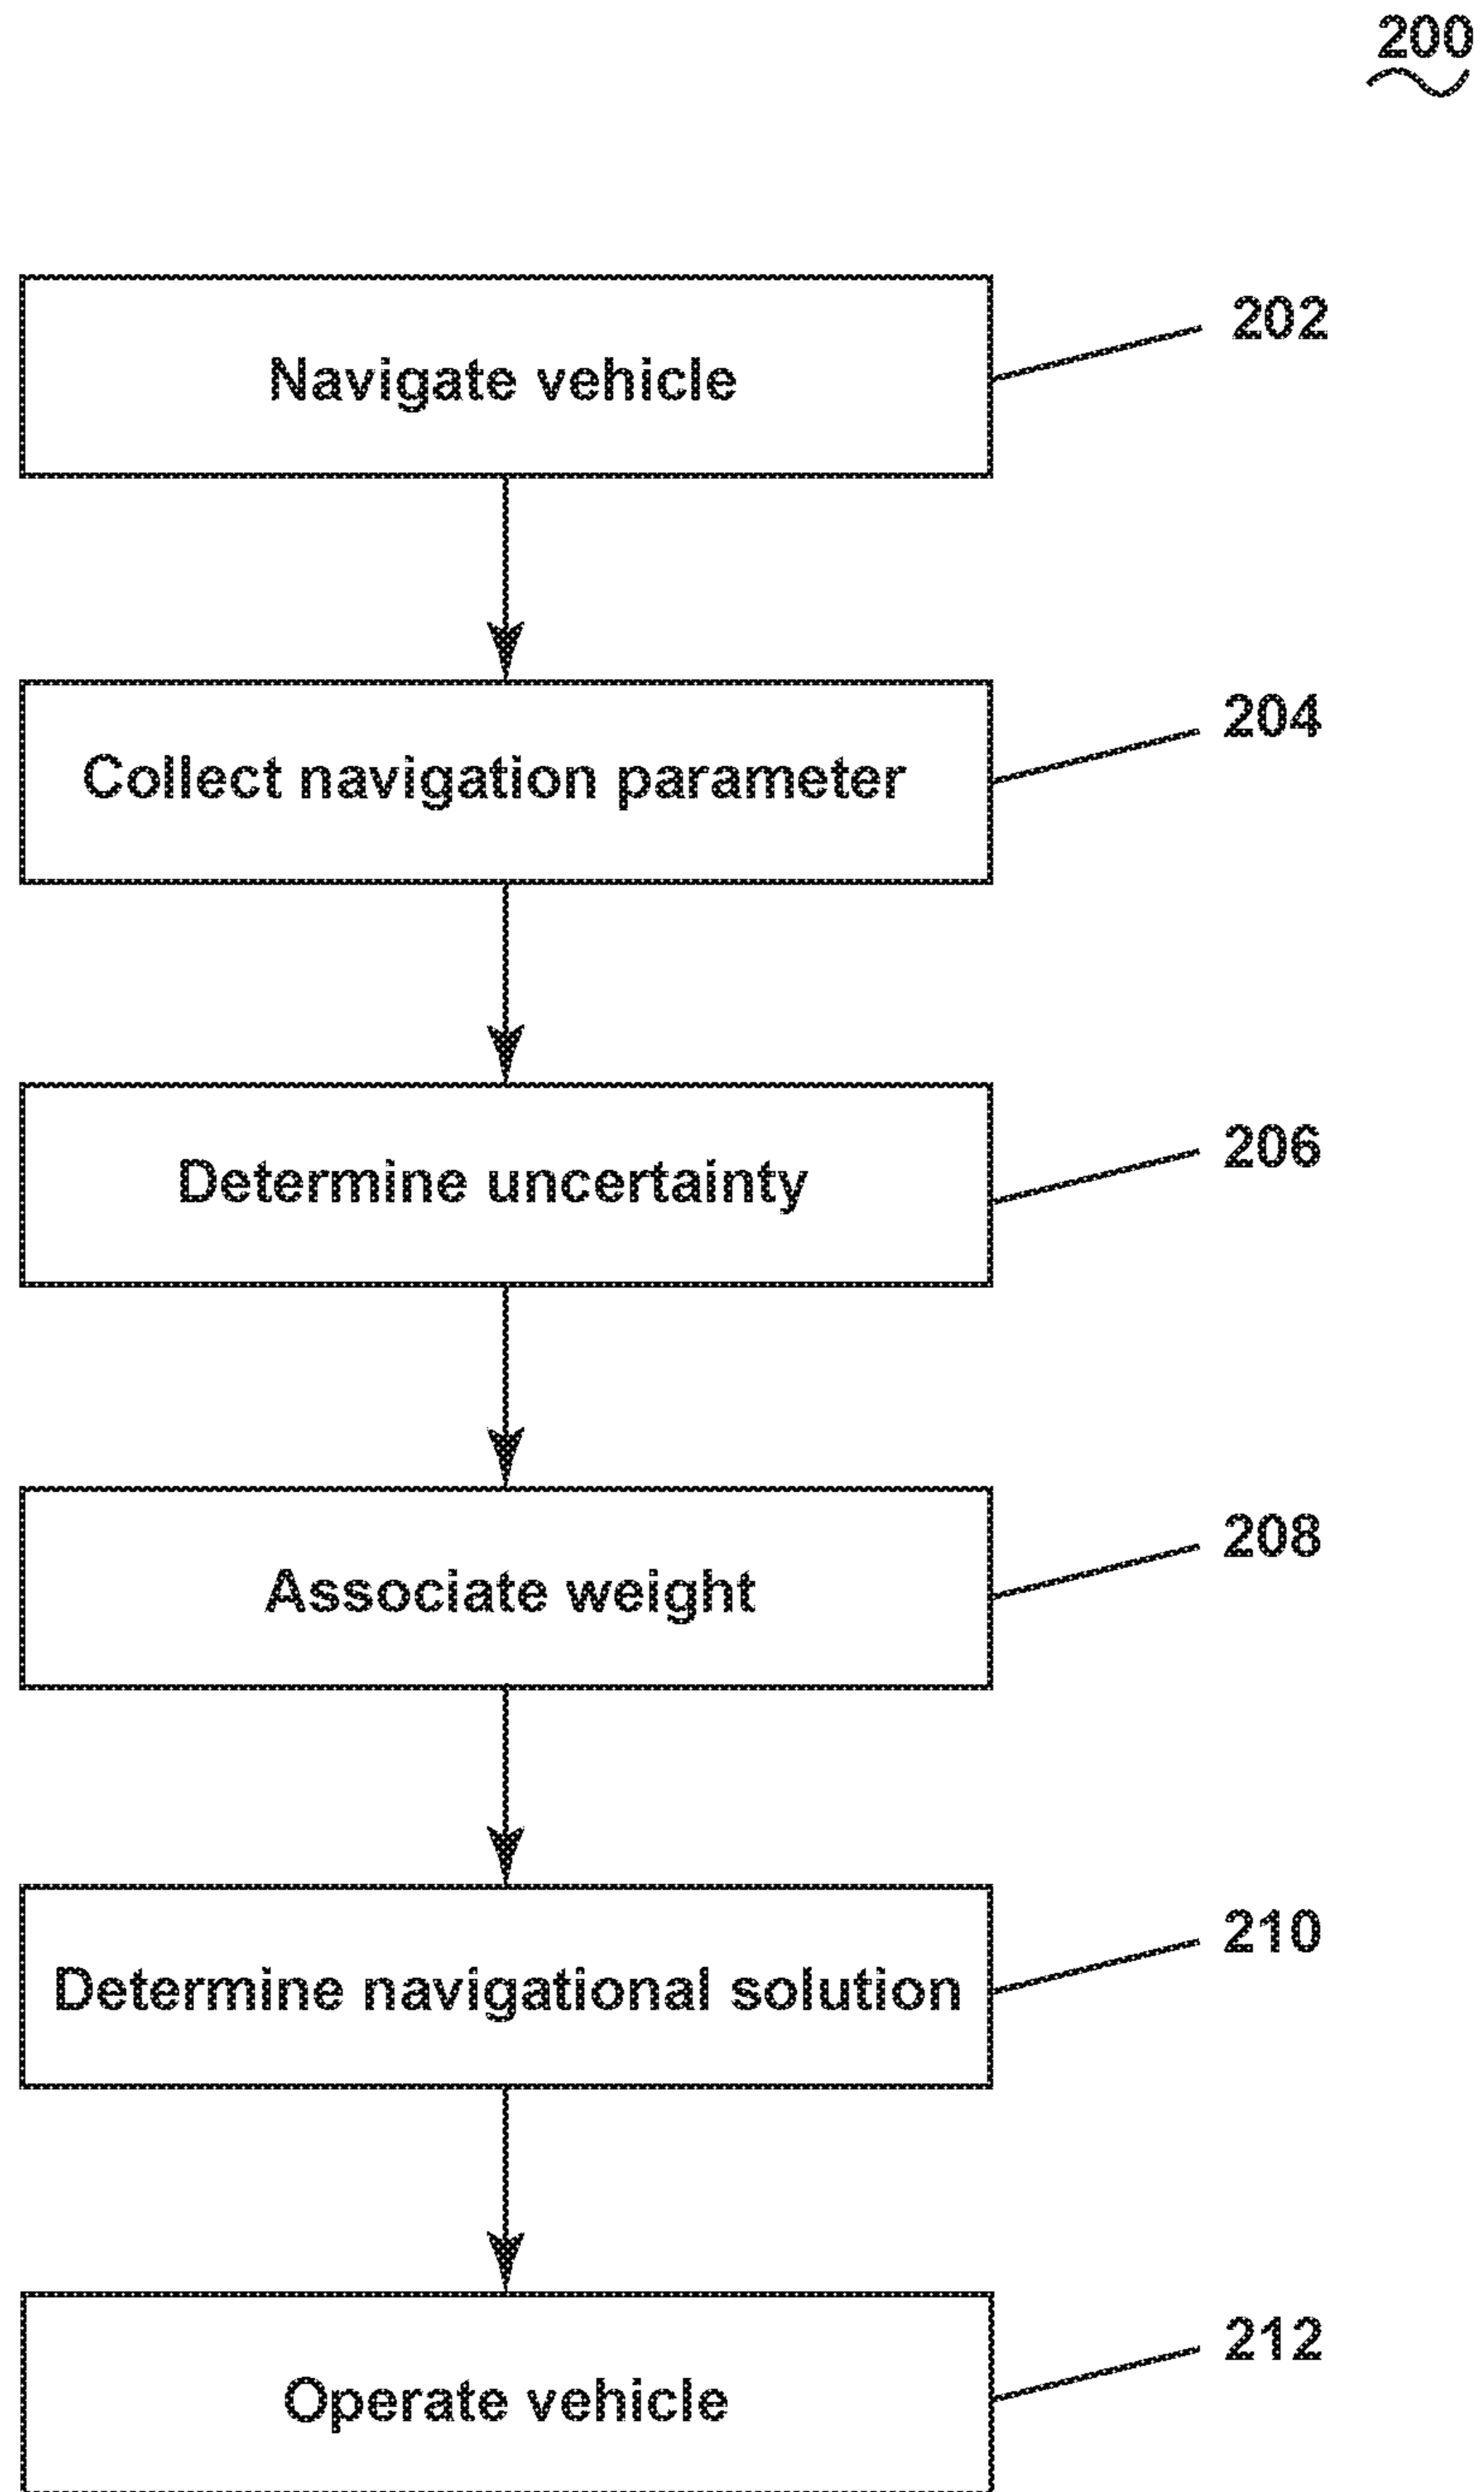 200
Navigate vehicle
202
Collect navigation parameter
204
Determine uncertainty
206
Associate weight
208
Determine navigational solution
210
Operate vehicle
212